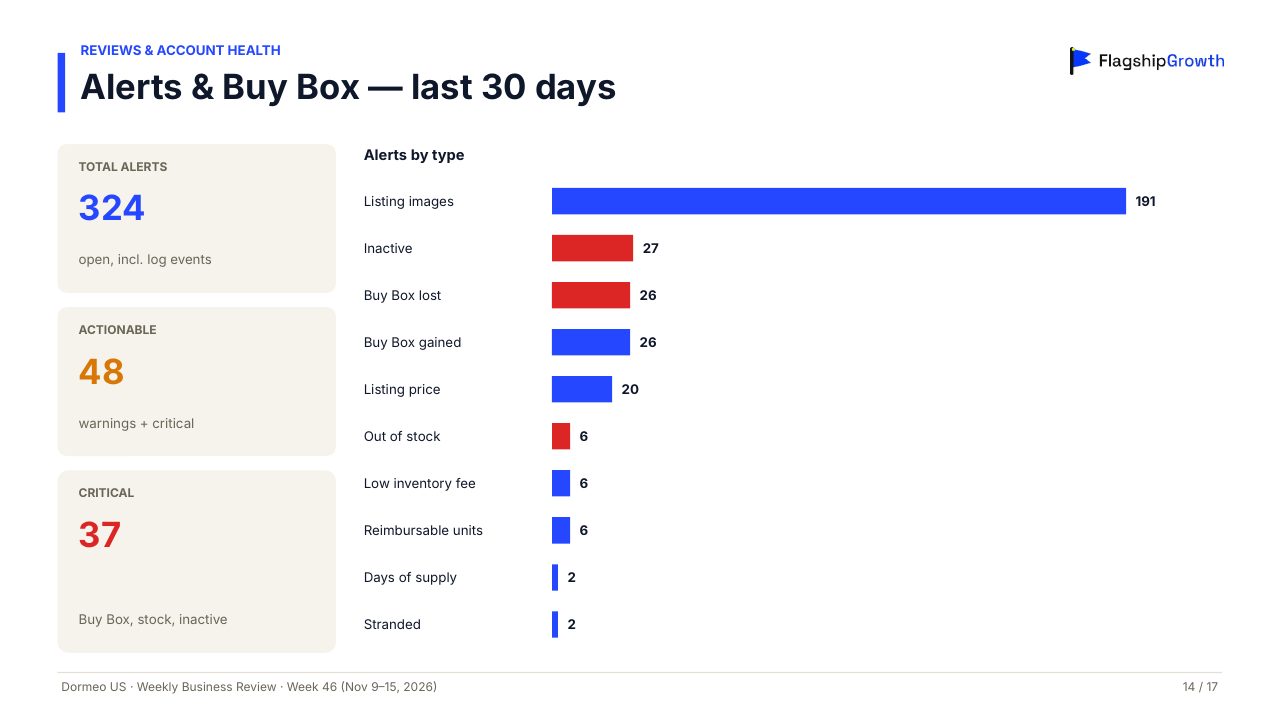 REVIEWS & ACCOUNT HEALTH
Alerts & Buy Box — last 30 days
FlagshipGrowth
TOTAL ALERTS
324
open, incl. log events
ACTIONABLE
48
warnings + critical
CRITICAL
37
Buy Box, stock, inactive
Alerts by type
Listing images 191
Inactive 27
Buy Box lost 26
Buy Box gained 26
Listing price 20
Out of stock 6
Low inventory fee 6
Reimbursable units 6
Days of supply 2
Stranded 2
Dormeo US · Weekly Business Review · Week 46 (Nov 9–15, 2026)
14 / 17